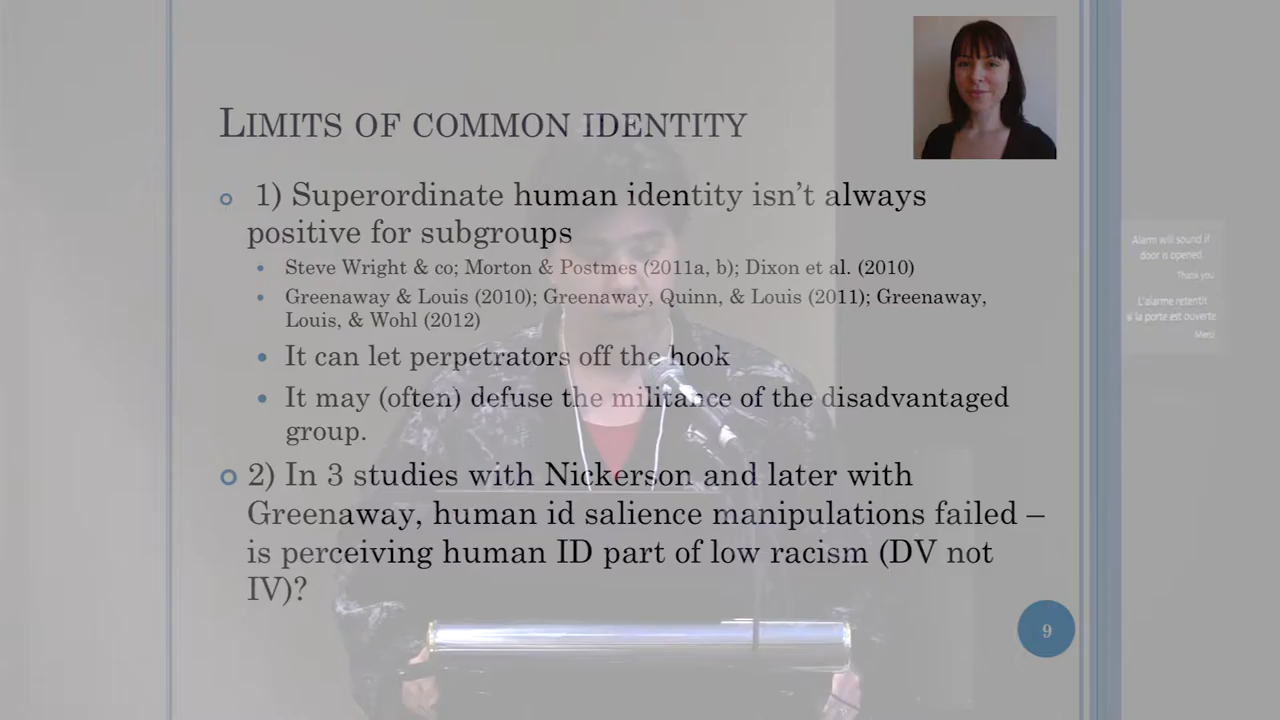 LIMITS OF COMMON IDENTITY
1) Superordinate human identity isn't always
positive for subgroups
Steve Wright & co; Morton & Postmes (2011a, b); Dixon et al. (2010)
Greenaway & Louis (2010); Greenaway, Quinn, & Louis (2011); Greenaway,
Louis, & Wohl (2012)
It can let perpetrators off the hook
It may (often) defuse the militance of the disadvantaged
group.
2) In 3 studies with Nickerson and later with
Greenaway, human id salience manipulations failed –
is perceiving human ID part of low racism (DV not
IV)?
9
Alarm will sound if
door is opened
Thank you
L'alarme retentit
si la porte est ouverte
Merci